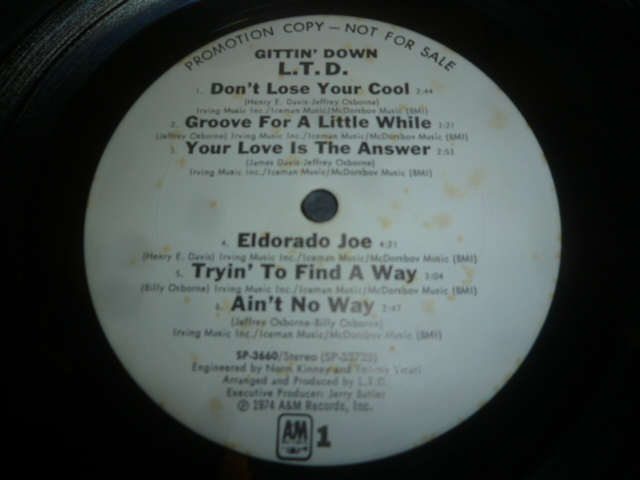 PROMOTION COPY — NOT FOR SALE
GITTIN' DOWN
L.T.D.
1. Don't Lose Your Cool 2:44
(Henry E. Davis-Jeffrey Osborne)
Irving Music Inc./Iceman Music/McDorsbov Music (BMI)
2. Groove For A Little While 3:21
(Jeffrey Osborne) Irving Music Inc./Iceman Music/McDorsbov Music (BMI)
3. Your Love Is The Answer 2:53
(James Davis-Jeffrey Osborne)
Irving Music Inc./Iceman Music/McDorsbov Music (BMI)
4. Eldorado Joe 4:21
(Henry E. Davis) Irving Music Inc./Iceman Music/McDorsbov Music (BMI)
5. Tryin' To Find A Way 3:04
(Billy Osborne) Irving Music Inc./Iceman Music/McDorsbov Music (BMI)
6. Ain't No Way 2:47
(Jeffrey Osborne-Billy Osborne)
Irving Music Inc./Iceman Music/McDorsbov Music (BMI)
SP-3660/Stereo (SP-23723)
Engineered by Norm Kinney and Tommy Vicari
Arranged and Produced by L.T.D.
Executive Producer: Jerry Butler
℗ 1974 A&M Records, Inc.
A&M 1